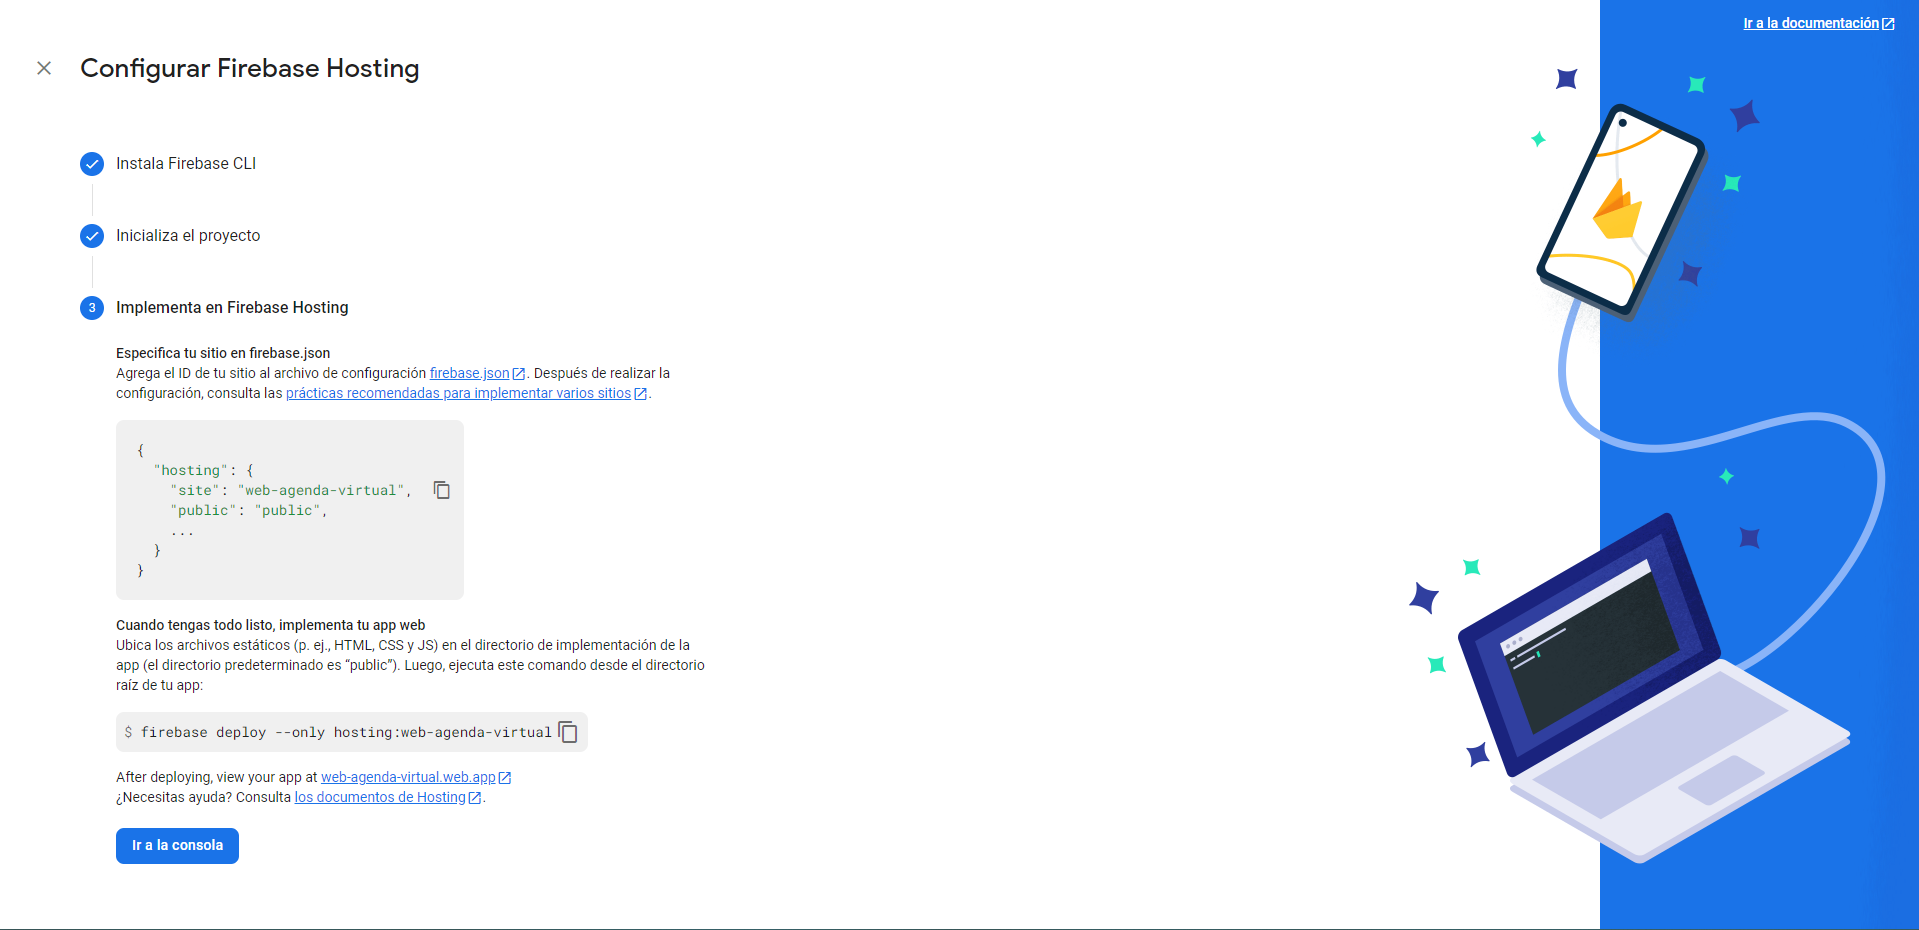 Ir a la documentación
Configurar Firebase Hosting
Instala Firebase CLI
Inicializa el proyecto
3 Implementa en Firebase Hosting
Especifica tu sitio en firebase.json
Agrega el ID de tu sitio al archivo de configuración firebase.json. Después de realizar la
configuración, consulta las prácticas recomendadas para implementar varios sitios.
{
  "hosting": {
    "site": "web-agenda-virtual",
    "public": "public",
    ...
  }
}
Cuando tengas todo listo, implementa tu app web
Ubica los archivos estáticos (p. ej., HTML, CSS y JS) en el directorio de implementación de la
app (el directorio predeterminado es “public”). Luego, ejecuta este comando desde el directorio
raíz de tu app:
$ firebase deploy --only hosting:web-agenda-virtual
After deploying, view your app at web-agenda-virtual.web.app
¿Necesitas ayuda? Consulta los documentos de Hosting.
Ir a la consola